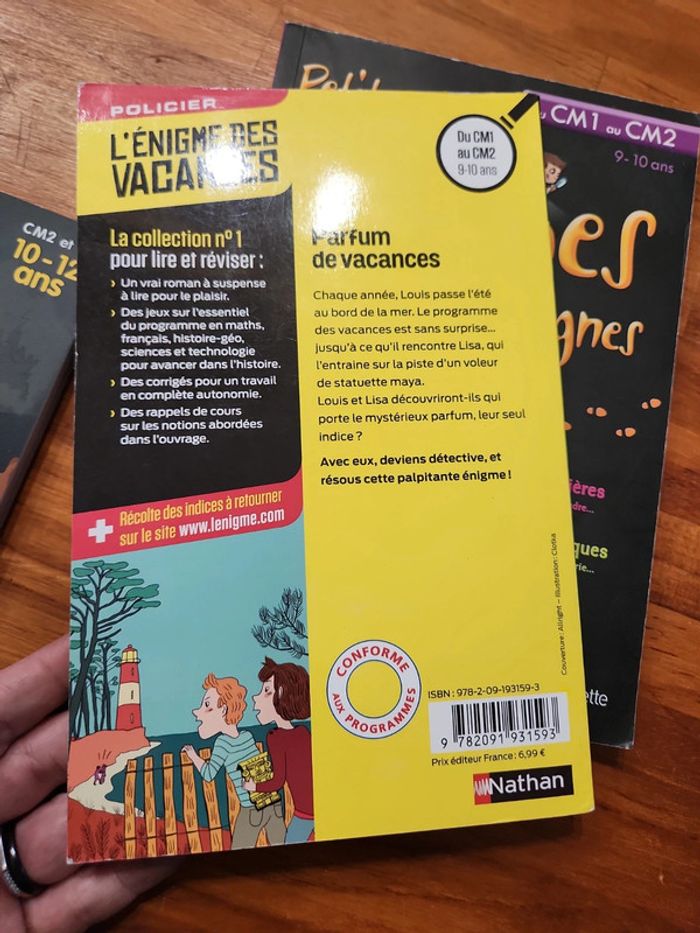 POLICIER
L'ÉNIGME DES
VACANCES
Du CM1
au CM2
9-10 ans
La collection nº 1
pour lire et réviser :
› Un vrai roman à suspense
à lire pour le plaisir.
› Des jeux sur l'essentiel
du programme en maths,
français, histoire-géo,
sciences et technologie
pour avancer dans l'histoire.
› Des corrigés pour un travail
en complète autonomie.
› Des rappels de cours
sur les notions abordées
dans l'ouvrage.
+ Récolte des indices à retourner
sur le site www.lenigme.com
Parfum
de vacances
Chaque année, Louis passe l'été
au bord de la mer. Le programme
des vacances est sans surprise...
jusqu'à ce qu'il rencontre Lisa, qui
l'entraine sur la piste d'un voleur
de statuette maya.
Louis et Lisa découvriront-ils qui
porte le mystérieux parfum, leur seul
indice ?
Avec eux, deviens détective, et
résous cette palpitante énigme !
CONFORME
AUX PROGRAMMES
Couverture : Alinght – Illustration : Clotka
ISBN : 978-2-09-193159-3
9 782091 931593
Prix éditeur France : 6,99 €
Nathan
CM2 et
10-12
ans
CM1 au CM2
9-10 ans